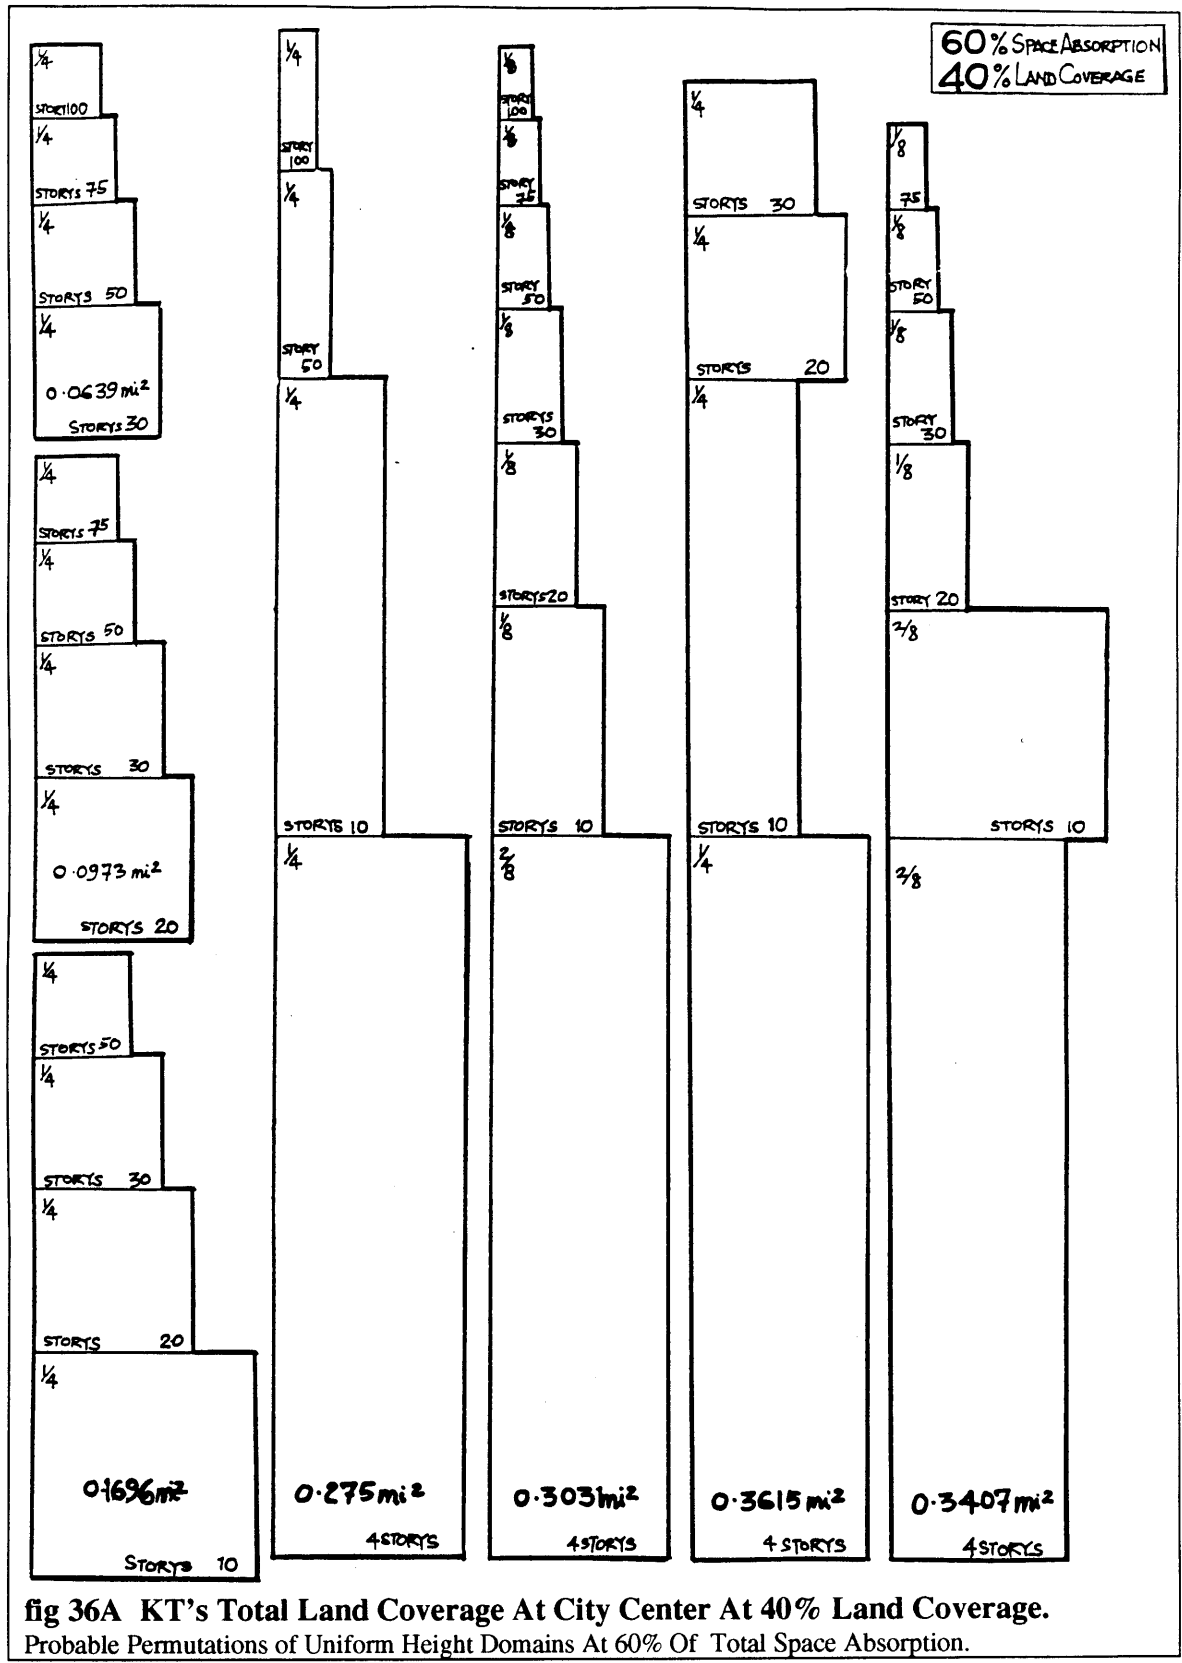 60% SPACE ABSORPTION
40% LAND COVERAGE
1/4
STORY 100
1/4
STORYS 75
1/4
STORYS 50
1/4
0.0639 mi²
STORYS 30
1/4
STORYS 75
1/4
STORYS 50
1/4
STORYS 30
1/4
0.0973 mi²
STORYS 20
1/4
STORYS 50
1/4
STORYS 30
1/4
STORYS 20
1/4
0.1696 mi²
STORYS 10
1/4
STORY
100
1/4
STORY
50
1/4
STORYS 10
1/4
0.275 mi²
4 STORYS
1/8
STORY
100
1/8
STORY
75
1/8
STORY
50
1/8
STORYS
30
1/8
STORYS 20
1/8
STORYS 10
2/8
0.303 mi²
4 STORYS
1/4
STORYS 30
1/4
STORYS 20
1/4
STORYS 10
1/4
0.3615 mi²
4 STORYS
1/8
75
1/8
STORY
50
1/8
STORY
30
1/8
STORY 20
2/8
STORYS 10
2/8
0.3407 mi²
4 STORYS
fig 36A KT's Total Land Coverage At City Center At 40% Land Coverage.
Probable Permutations of Uniform Height Domains At 60% Of Total Space Absorption.